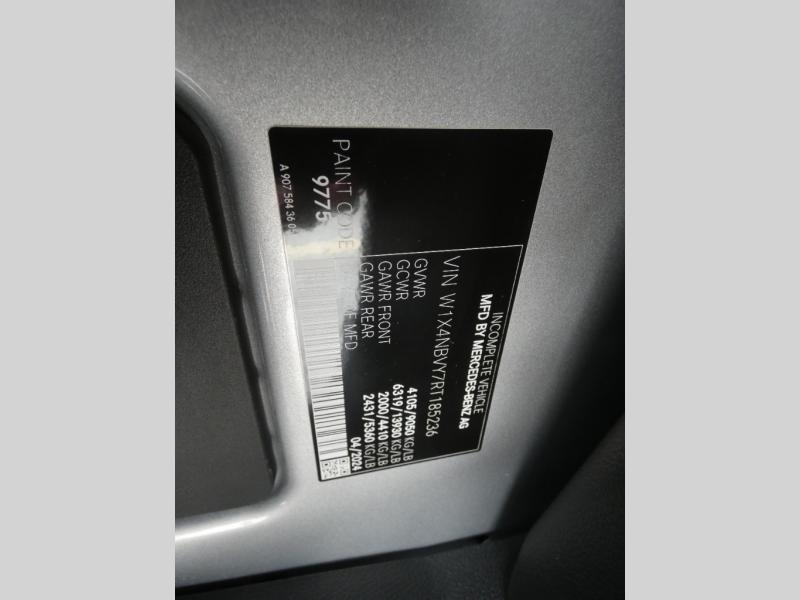 INCOMPLETE VEHICLE
MFD BY MERCEDES-BENZ AG
VIN W1X4NBVY7RT185236
GVWR 4105/9050 KG/LB
GCWR 6319/13930 KG/LB
GAWR FRONT 2000/4410 KG/LB
GAWR REAR 2431/5360 KG/LB
MFD 04/2024
PAINT CODE
9775
A 907 584 36 0